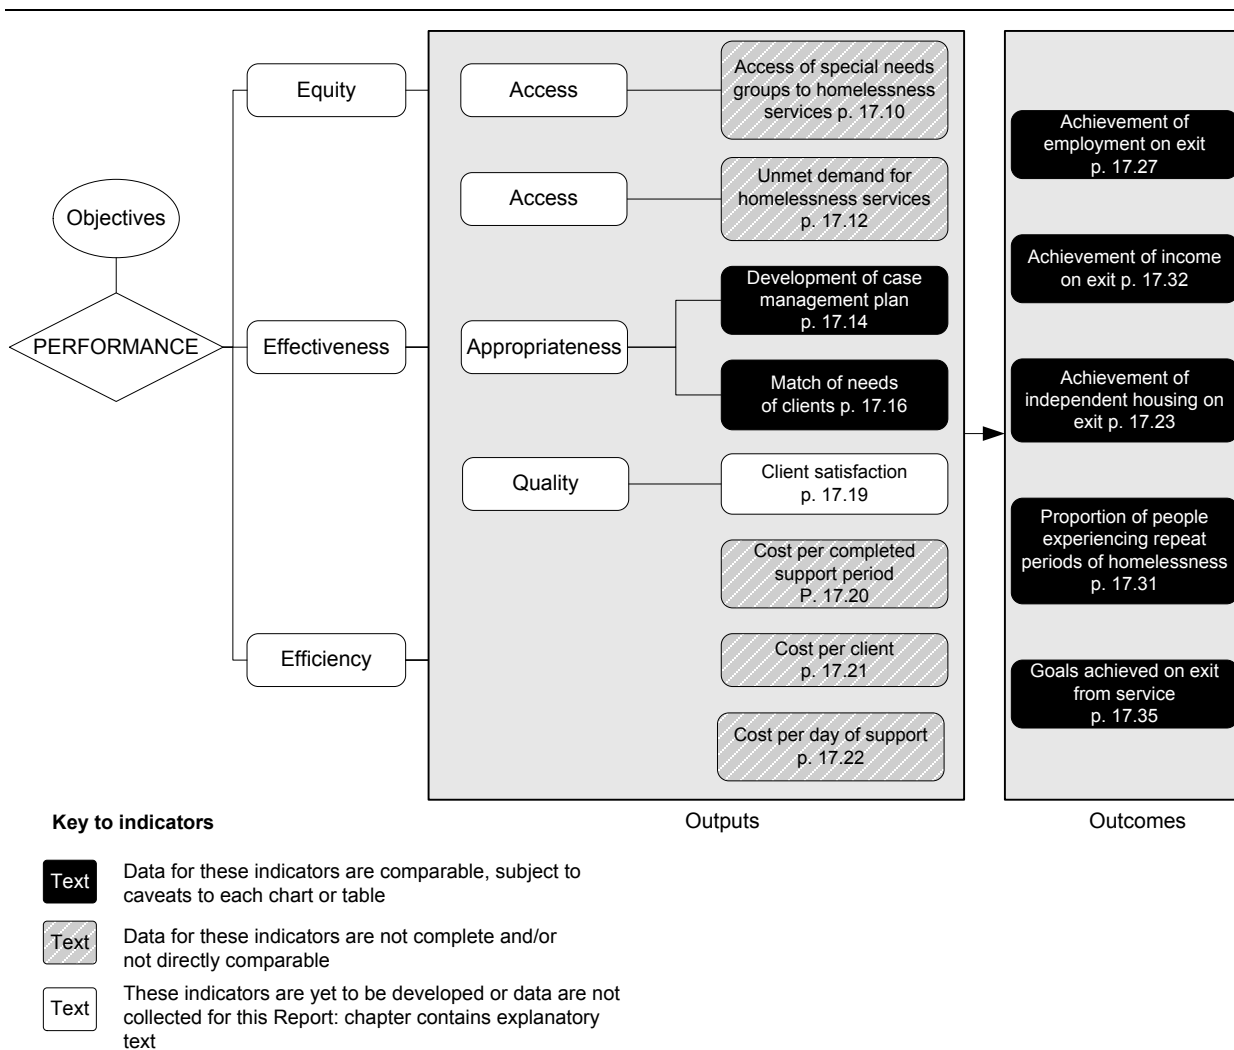 Objectives
PERFORMANCE
Equity
Effectiveness
Efficiency
Access
Access
Appropriateness
Quality
Access of special needs
groups to homelessness
services p. 17.10
Unmet demand for
homelessness services
p. 17.12
Development of case
management plan
p. 17.14
Match of needs
of clients p. 17.16
Client satisfaction
p. 17.19
Cost per completed
support period
P. 17.20
Cost per client
p. 17.21
Cost per day of support
p. 17.22
Outputs
Achievement of
employment on exit
p. 17.27
Achievement of income
on exit p. 17.32
Achievement of
independent housing on
exit p. 17.23
Proportion of people
experiencing repeat
periods of homelessness
p. 17.31
Goals achieved on exit
from service
p. 17.35
Outcomes
Key to indicators
Text
Data for these indicators are comparable, subject to
caveats to each chart or table
Text
Data for these indicators are not complete and/or
not directly comparable
Text
These indicators are yet to be developed or data are not
collected for this Report: chapter contains explanatory
text